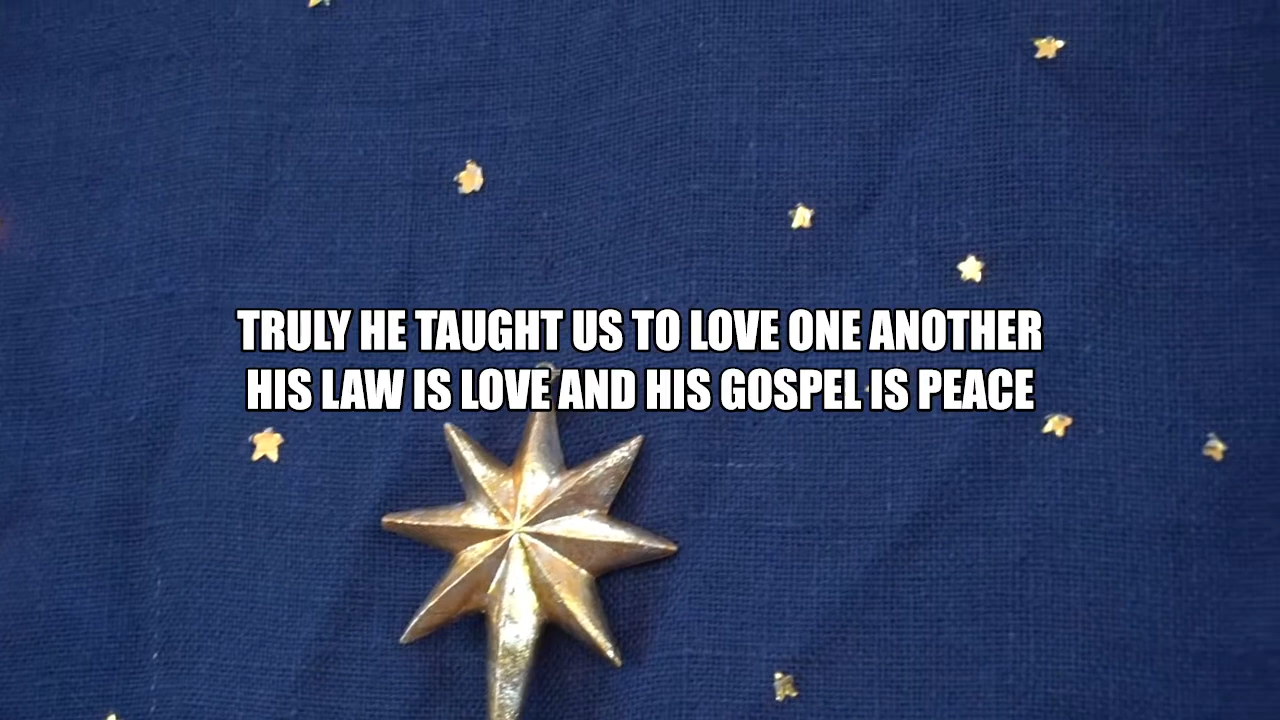 TRULY HE TAUGHT US TO LOVE ONE ANOTHER
HIS LAW IS LOVE AND HIS GOSPEL IS PEACE